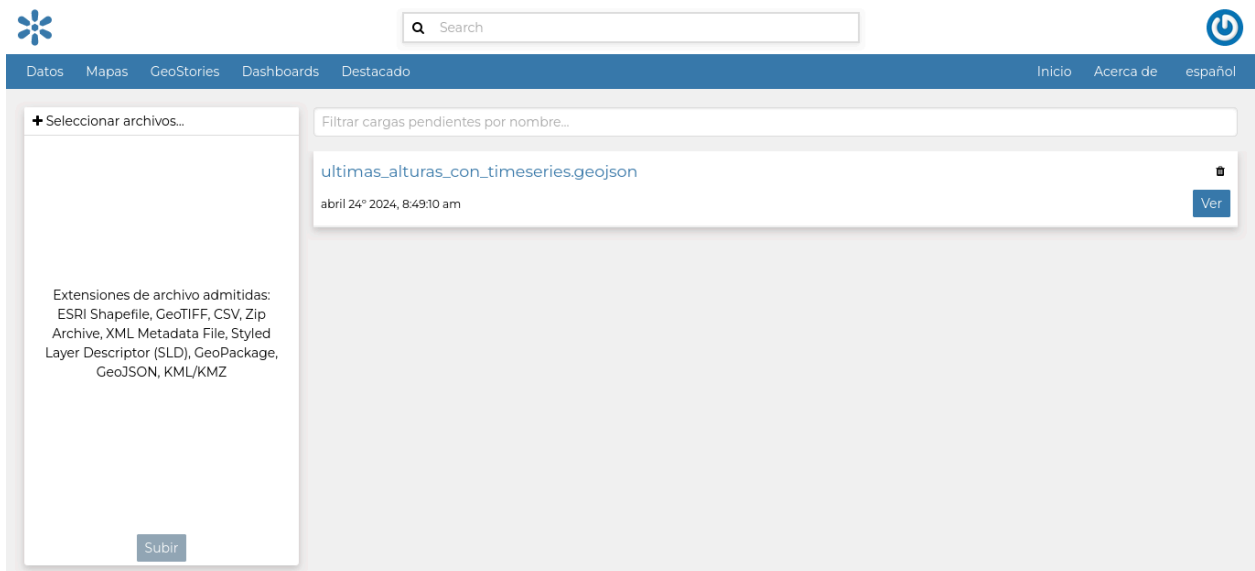 Search
Datos Mapas GeoStories Dashboards Destacado Inicio Acerca de español
Seleccionar archivos...
Filtrar cargas pendientes por nombre...
ultimas_alturas_con_timeseries.geojson
abril 24º 2024, 8:49:10 am
Ver
Extensiones de archivo admitidas:
ESRI Shapefile, GeoTIFF, CSV, Zip
Archive, XML Metadata File, Styled
Layer Descriptor (SLD), GeoPackage,
GeoJSON, KML/KMZ
Subir